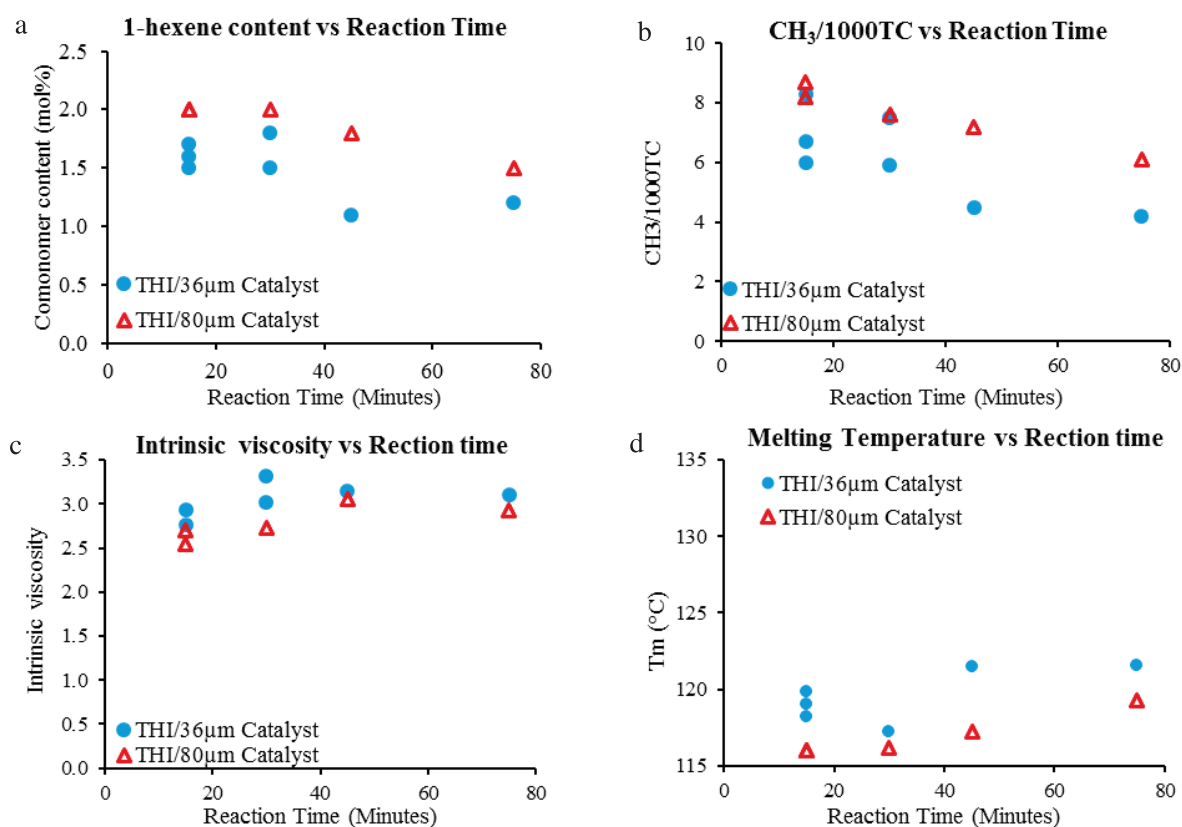 a
1-hexene content vs Reaction Time
2.5
2.0
1.5
1.0
0.5
0.0
Comonomer content (mol%)
THI/36µm Catalyst
THI/80µm Catalyst
0 20 40 60 80
Reaction Time (Minutes)
b
CH₃/1000TC vs Reaction Time
10
8
6
4
2
0
CH3/1000TC
THI/36µm Catalyst
THI/80µm Catalyst
0 20 40 60 80
Reaction Time (Minutes)
c
Intrinsic viscosity vs Rection time
3.5
3.0
2.5
2.0
1.5
1.0
0.5
0.0
Intrinsic viscosity
THI/36µm Catalyst
THI/80µm Catalyst
0 20 40 60 80
Reaction Time (Minutes)
d
Melting Temperature vs Rection time
135
130
125
120
115
Tm (°C)
THI/36µm Catalyst
THI/80µm Catalyst
0 20 40 60 80
Reaction Time (Minutes)